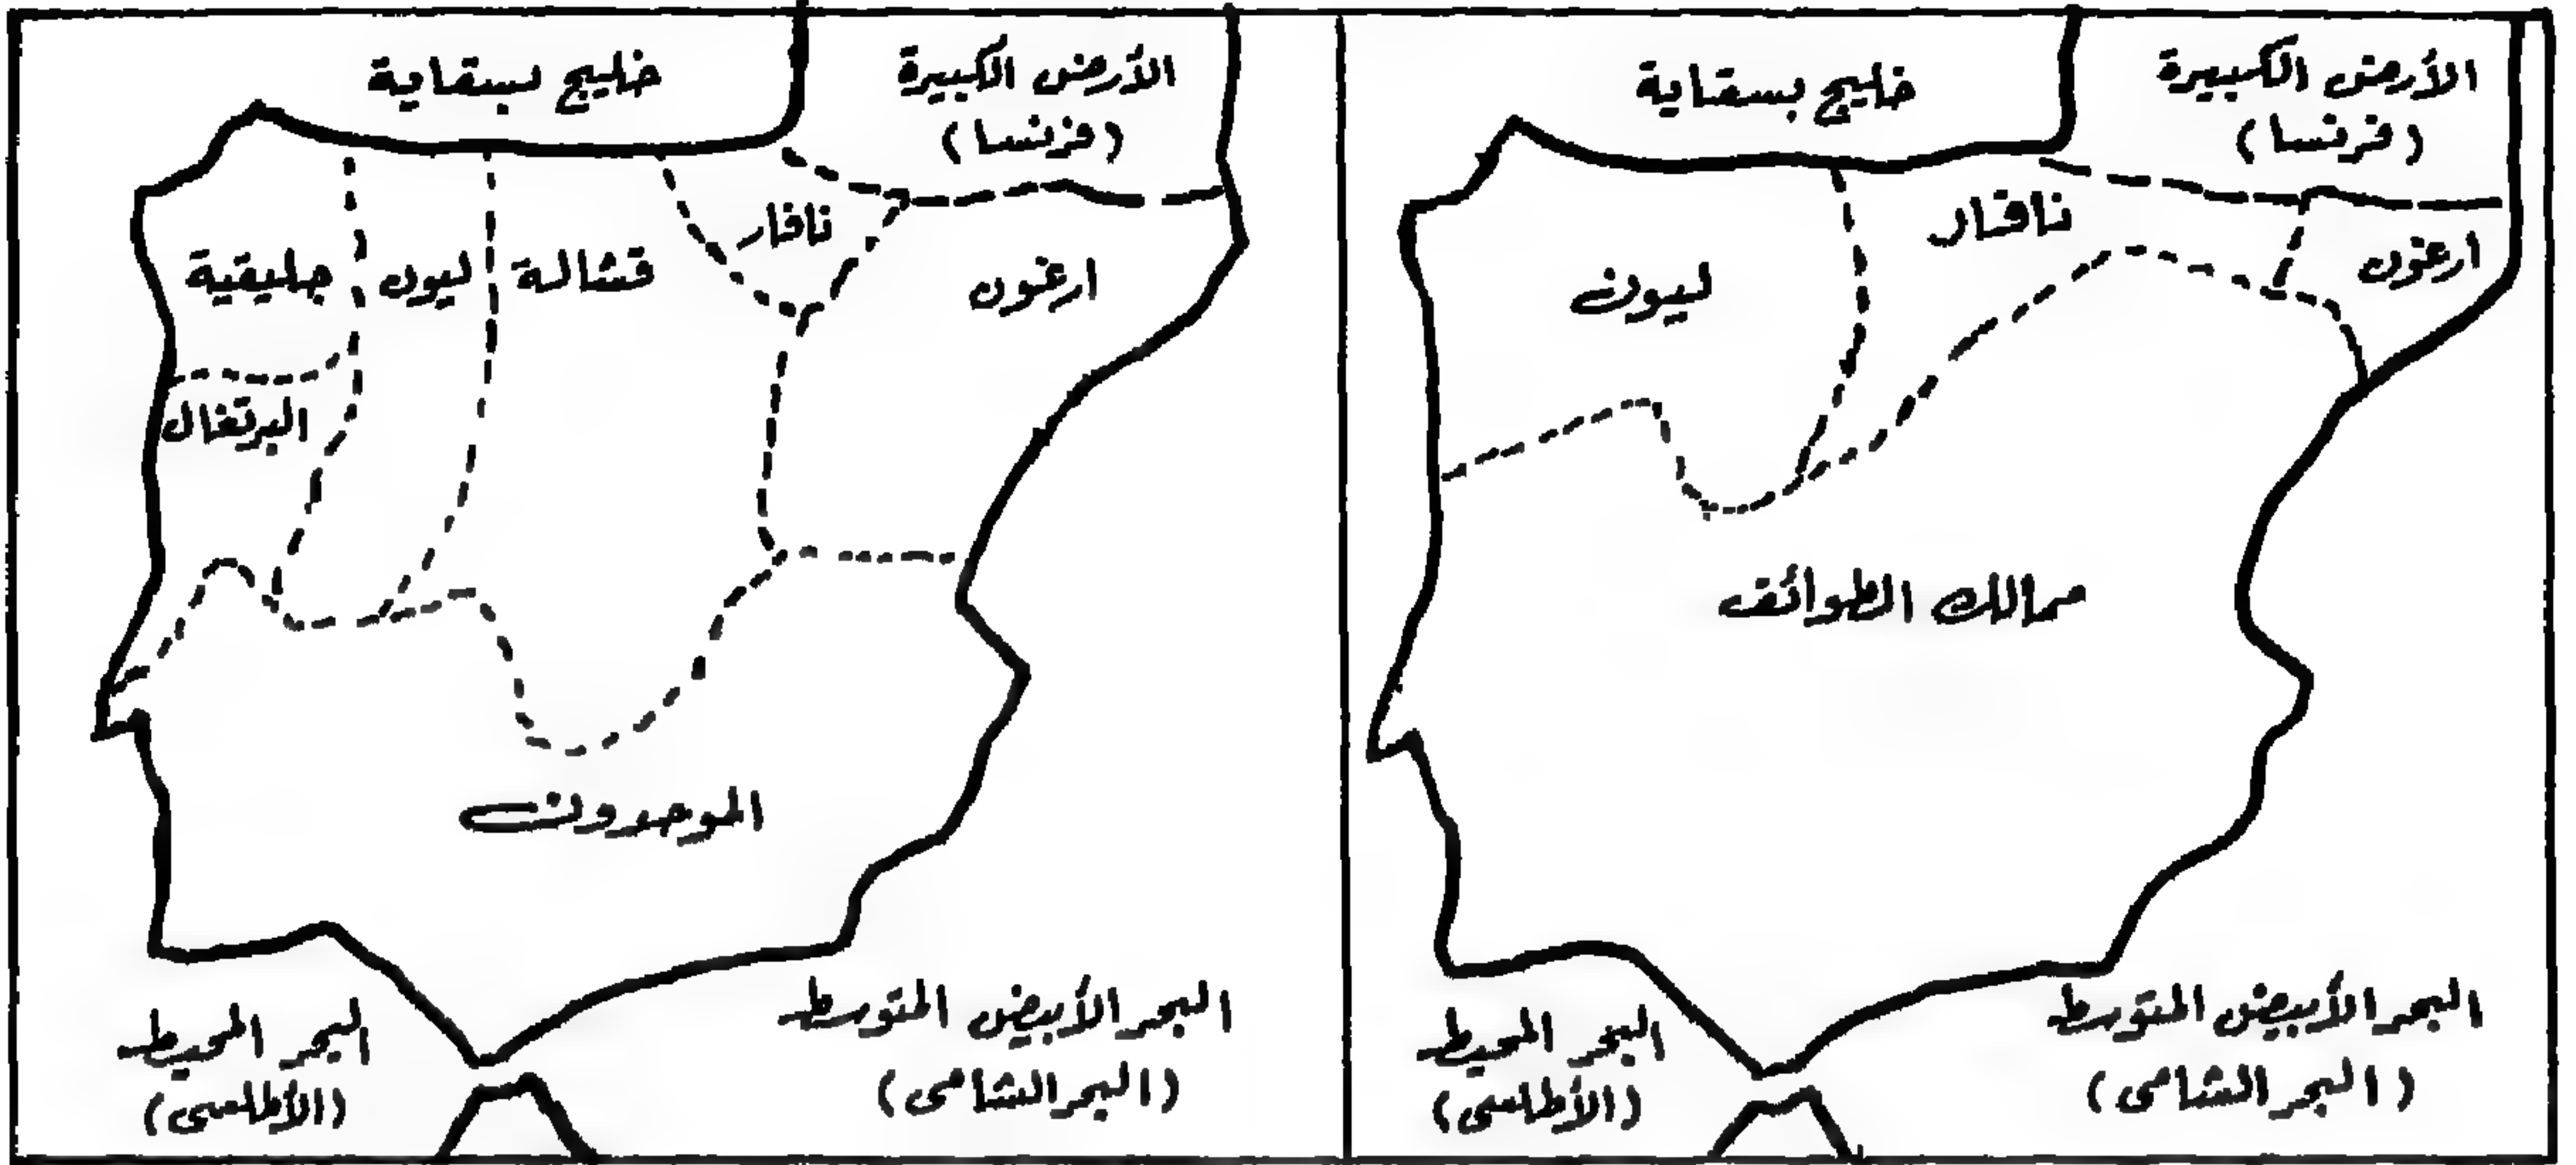 الأرض الكبيرة
(فرنسا)
خليج بسقاية
نافار
ارغون
ليون
ممالك الطوائف
البحر الأبيض المتوسط
(البحر الشامى)
البحر المحيط
(الأطلسى)
الأرض الكبيرة
(فرنسا)
خليج بسقاية
نافار
ارغون
قشالة
ليون
جليقية
البرتغال
الموحدون
البحر الأبيض المتوسط
(البحر الشامى)
البحر المحيط
(الأطلسى)